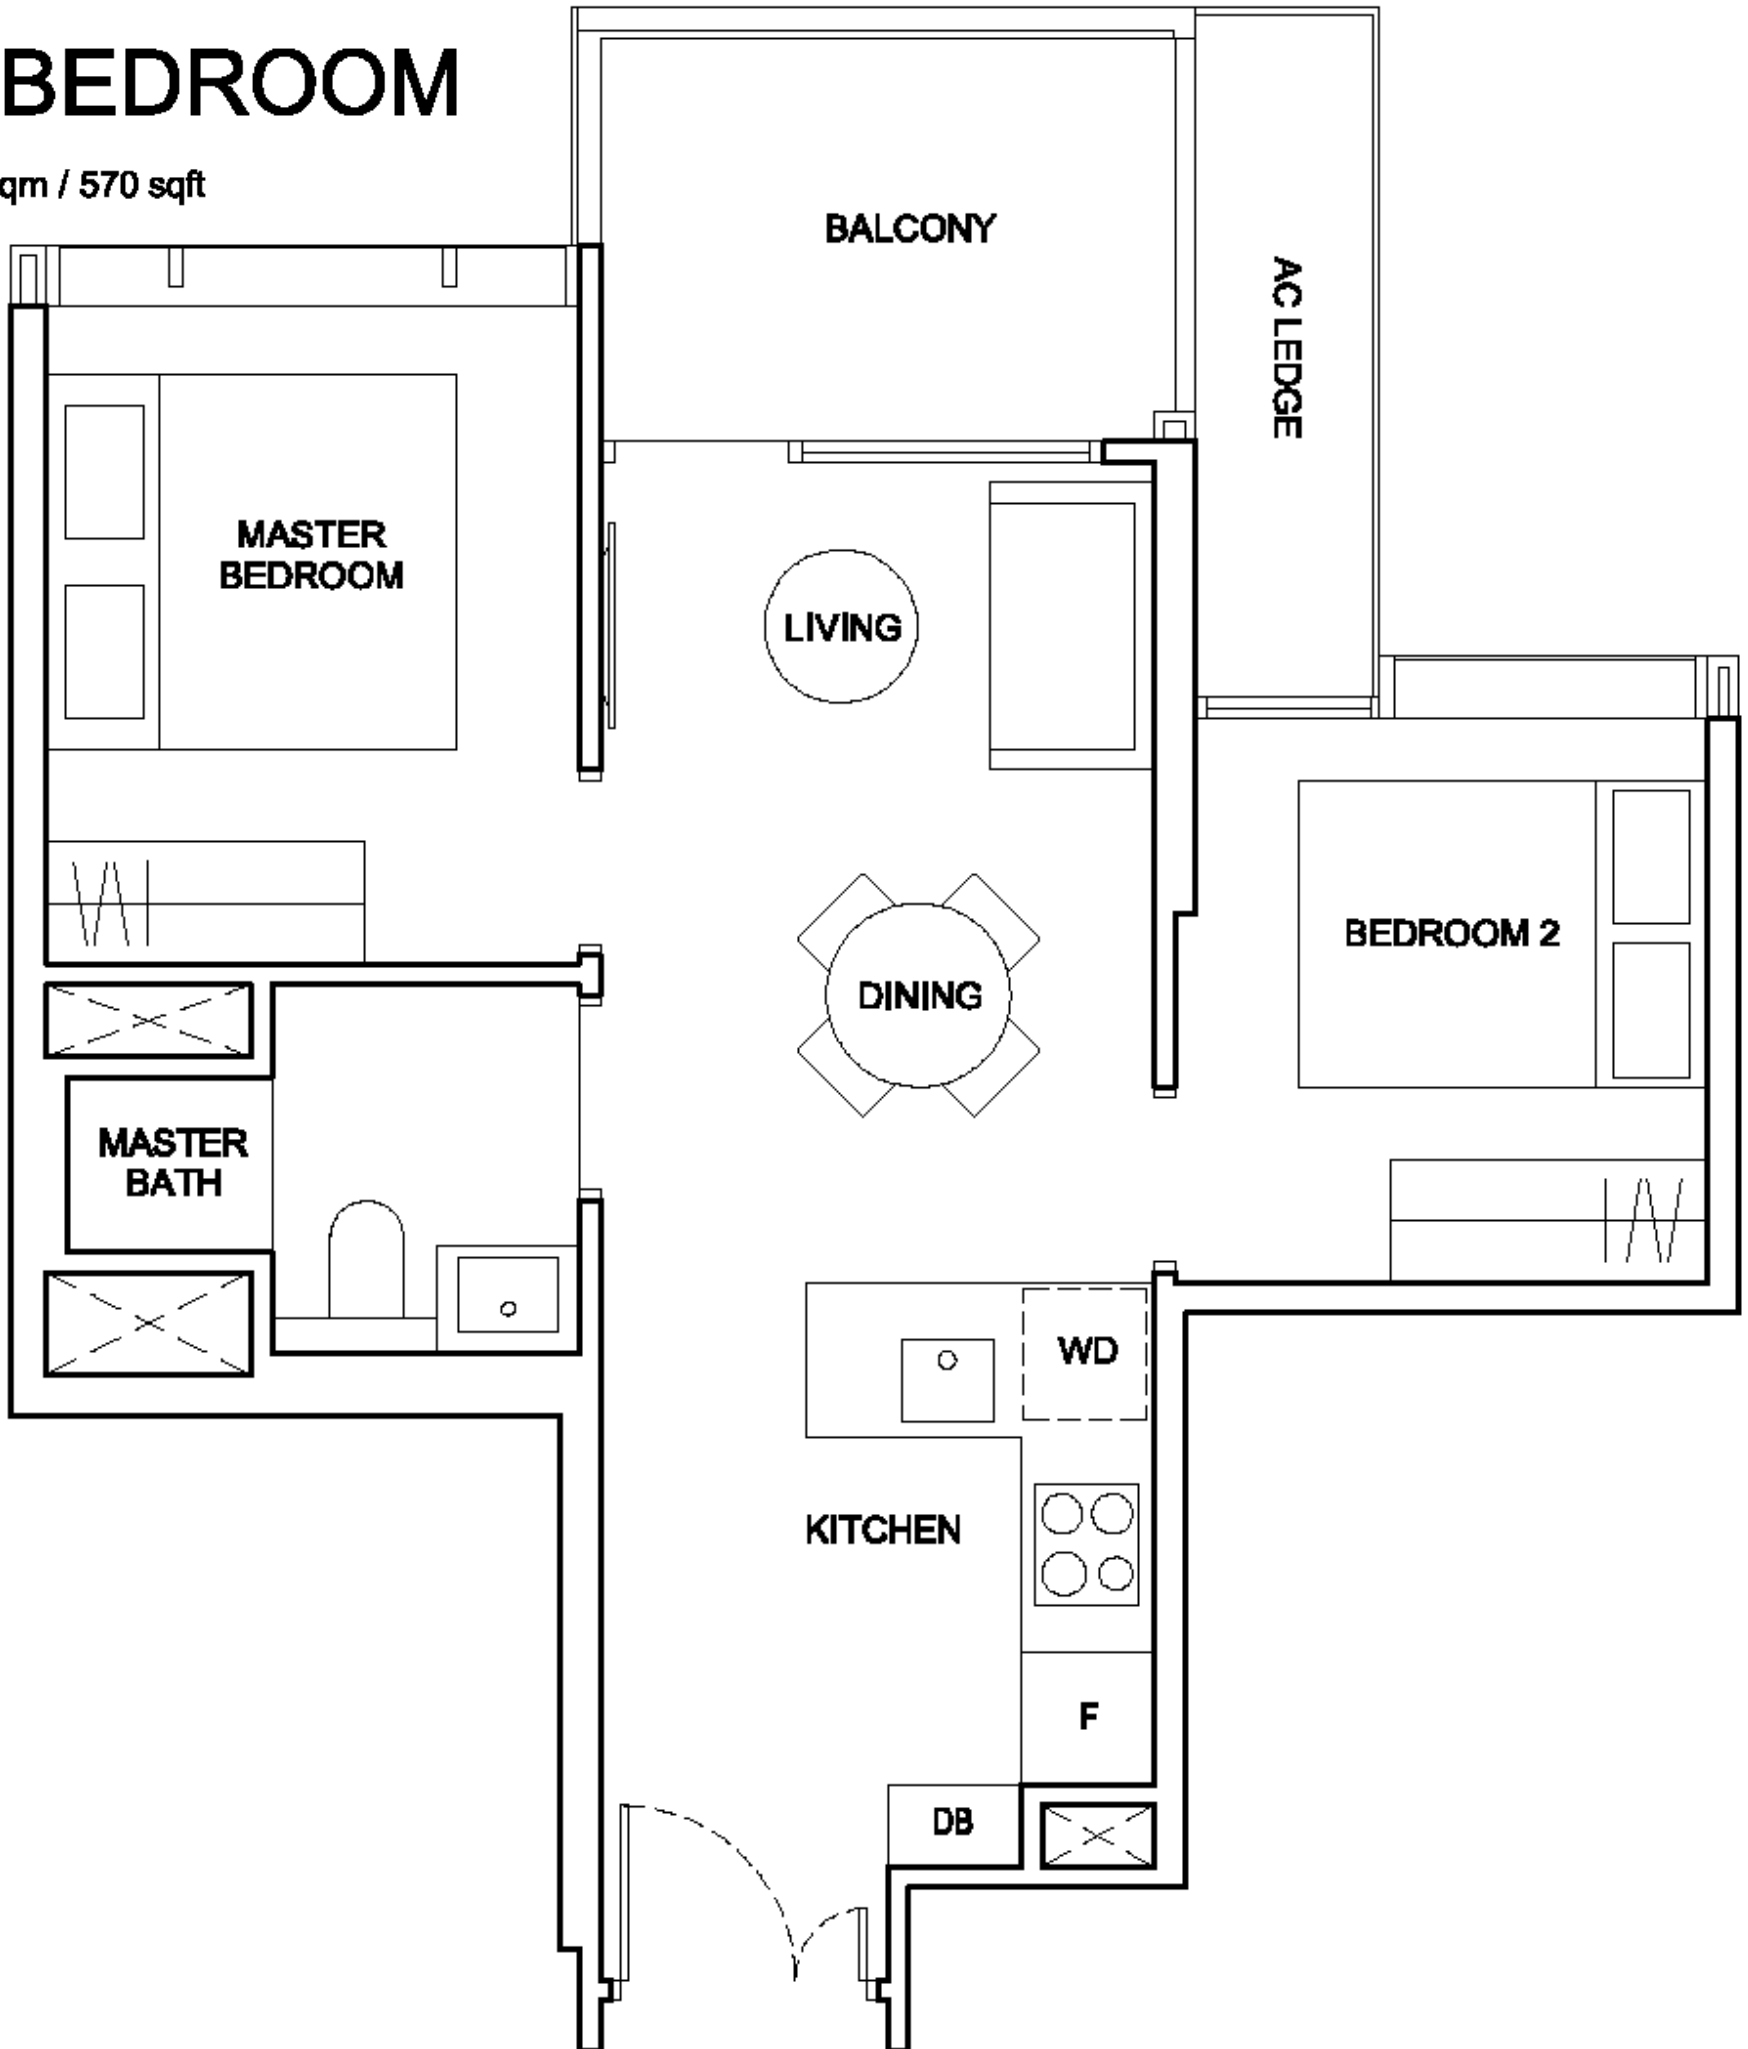 BEDROOM
qm / 570 sqft
BALCONY
AC LEDGE
MASTER
BEDROOM
LIVING
BEDROOM 2
DINING
MASTER
BATH
WD
KITCHEN
F
DB
W
W